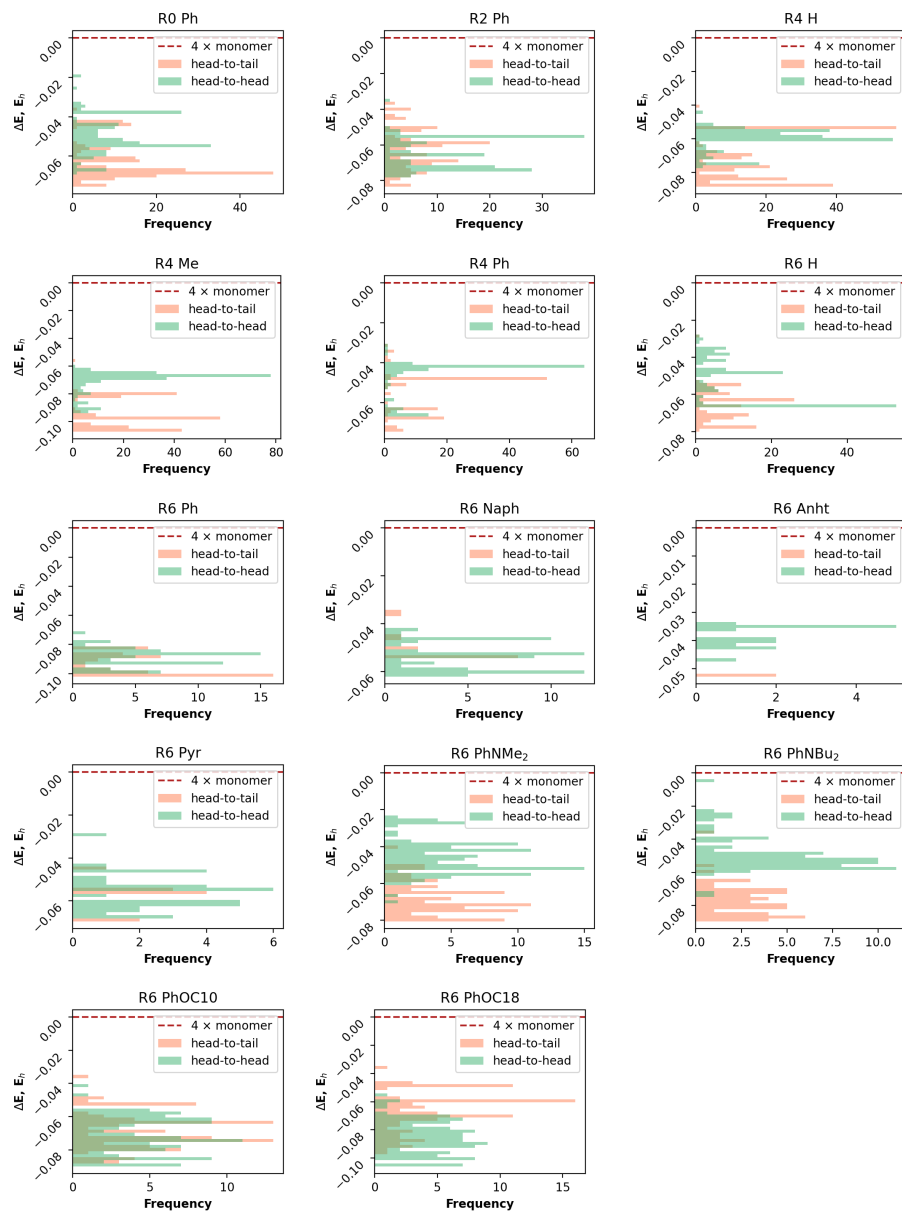 R0 Ph
0.00
−0.02
−0.04
−0.06
ΔE, Eₕ
4 × monomer
head-to-tail
head-to-head
0 20 40
Frequency
R2 Ph
0.00
−0.02
−0.04
−0.06
−0.08
4 × monomer
head-to-tail
head-to-head
0 10 20 30
Frequency
R4 H
0.00
−0.02
−0.04
−0.06
−0.08
4 × monomer
head-to-tail
head-to-head
0 20 40
Frequency
R4 Me
0.00
−0.02
−0.04
−0.06
−0.08
−0.10
ΔE, Eₕ
4 × monomer
head-to-tail
head-to-head
0 20 40 60 80
Frequency
R4 Ph
0.00
−0.02
−0.04
−0.06
4 × monomer
head-to-tail
head-to-head
0 20 40 60
Frequency
R6 H
0.00
−0.02
−0.04
−0.06
−0.08
4 × monomer
head-to-tail
head-to-head
0 20 40
Frequency
R6 Ph
0.00
−0.02
−0.04
−0.06
−0.08
−0.10
ΔE, Eₕ
4 × monomer
head-to-tail
head-to-head
0 5 10 15
Frequency
R6 Naph
0.00
−0.02
−0.04
−0.06
4 × monomer
head-to-tail
head-to-head
0 5 10
Frequency
R6 Anht
0.00
−0.01
−0.02
−0.03
−0.04
−0.05
4 × monomer
head-to-tail
head-to-head
0 2 4
Frequency
R6 Pyr
0.00
−0.02
−0.04
−0.06
ΔE, Eₕ
4 × monomer
head-to-tail
head-to-head
0 2 4 6
Frequency
R6 PhNMe₂
0.00
−0.02
−0.04
−0.06
−0.08
4 × monomer
head-to-tail
head-to-head
0 5 10 15
Frequency
R6 PhNBu₂
0.00
−0.02
−0.04
−0.06
−0.08
4 × monomer
head-to-tail
head-to-head
0.0 2.5 5.0 7.5 10.0
Frequency
R6 PhOC10
0.00
−0.02
−0.04
−0.06
−0.08
ΔE, Eₕ
4 × monomer
head-to-tail
head-to-head
0 5 10
Frequency
R6 PhOC18
0.00
−0.02
−0.04
−0.06
−0.08
−0.10
ΔE, Eₕ
4 × monomer
head-to-tail
head-to-head
0 5 10 15
Frequency